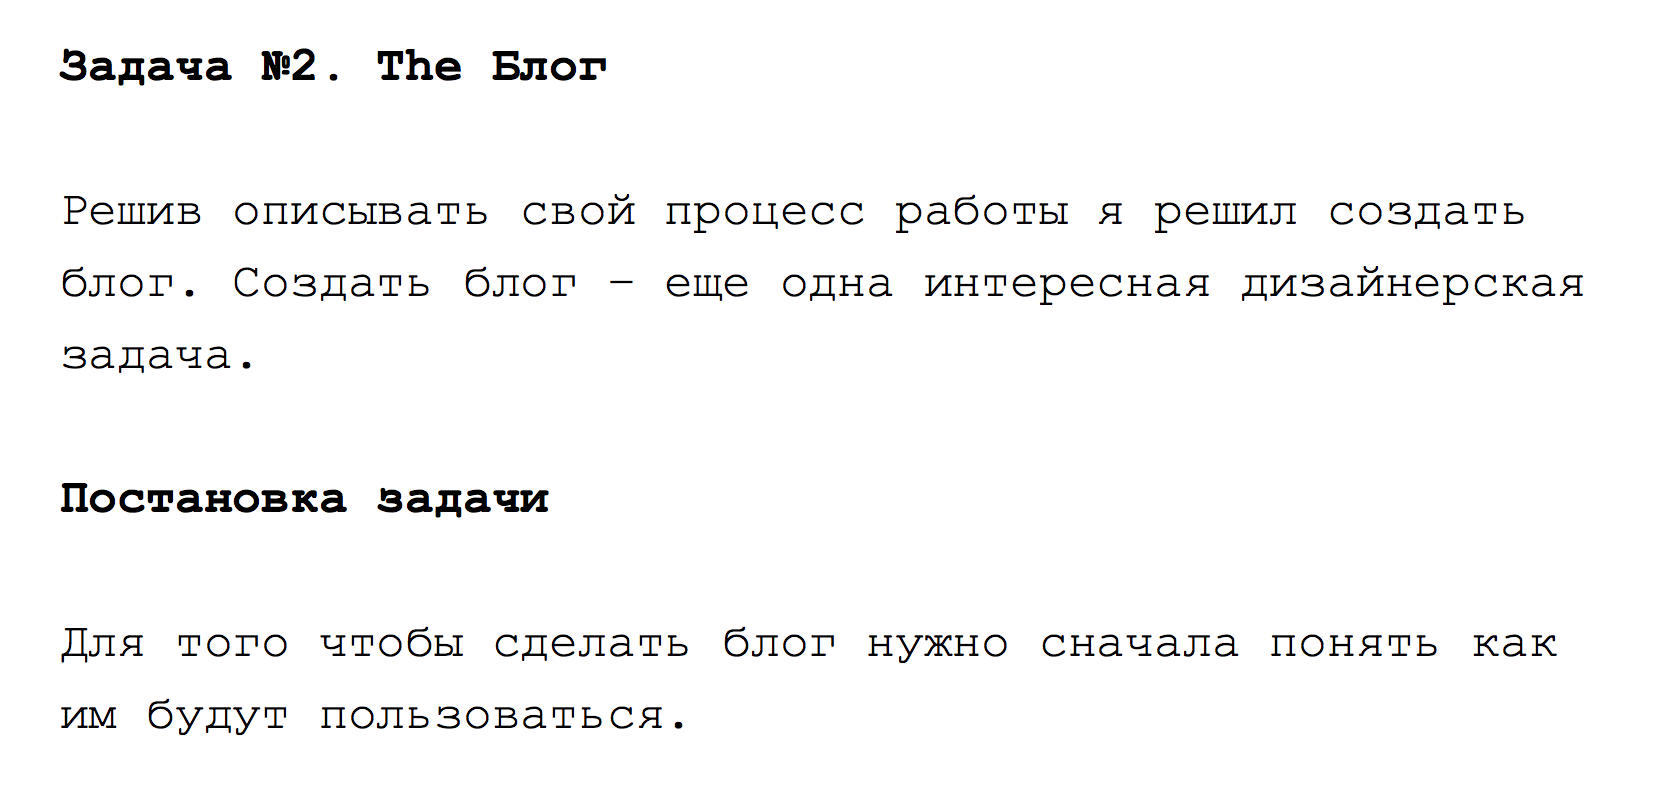 Задача №2. The Блог
Решив описывать свой процесс работы я решил создать
блог. Создать блог – еще одна интересная дизайнерская
задача.
Постановка задачи
Для того чтобы сделать блог нужно сначала понять как
им будут пользоваться.